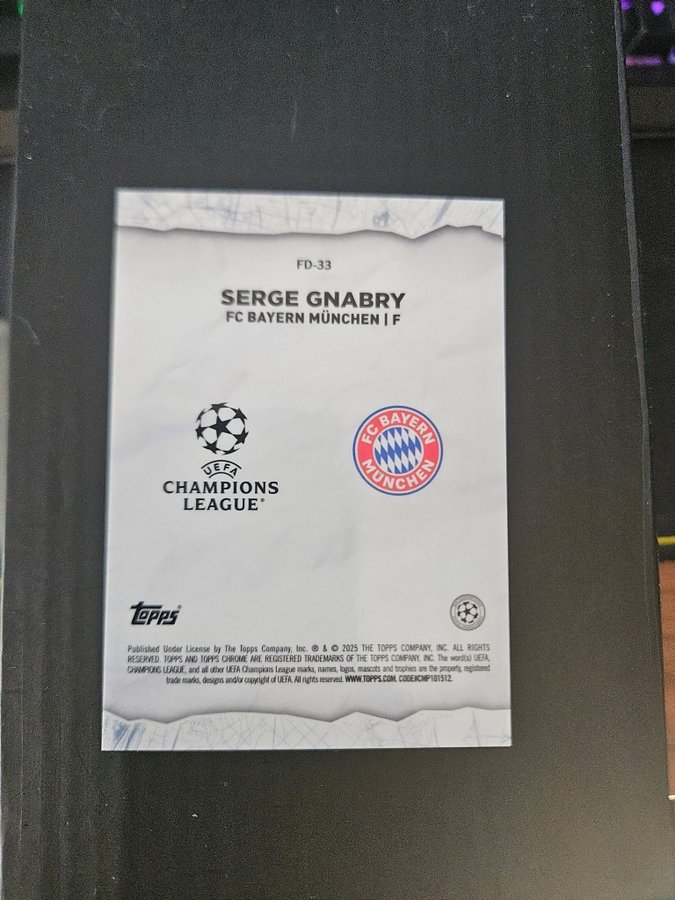 FD-33
SERGE GNABRY
FC BAYERN MÜNCHEN | F
UEFA
CHAMPIONS
LEAGUE®
FC BAYERN
MÜNCHEN
topps®
Published Under License by The Topps Company, Inc. ® & © 2025 THE TOPPS COMPANY, INC. ALL RIGHTS
RESERVED. TOPPS AND TOPPS CHROME ARE REGISTERED TRADEMARKS OF THE TOPPS COMPANY, INC. The word(s) UEFA,
CHAMPIONS LEAGUE, and all other UEFA Champions League marks, names, logos, mascots and trophies are the property, registered
trade marks, designs and/or copyright of UEFA. All rights reserved. WWW.TOPPS.COM. CODE#CMP101512.